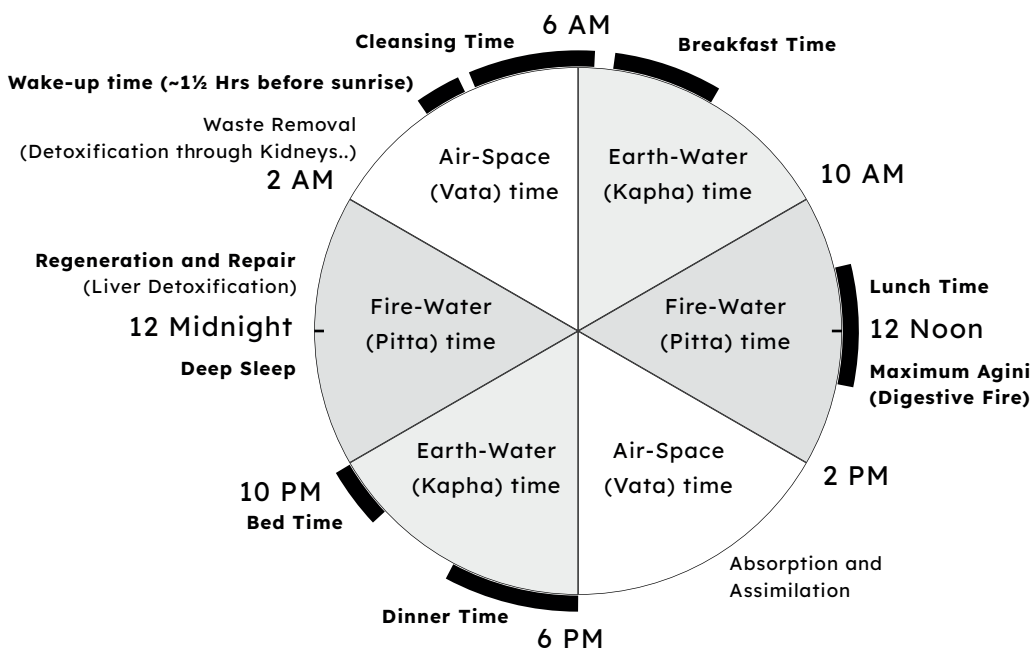 6 AM
Cleansing Time
Breakfast Time
Wake-up time (~1½ Hrs before sunrise)
Waste Removal
(Detoxification through Kidneys..)
2 AM
Air-Space
(Vata) time
Earth-Water
(Kapha) time
10 AM
Regeneration and Repair
(Liver Detoxification)
12 Midnight
Deep Sleep
Fire-Water
(Pitta) time
Fire-Water
(Pitta) time
Lunch Time
12 Noon
Maximum Agini
(Digestive Fire)
Earth-Water
(Kapha) time
Air-Space
(Vata) time
2 PM
10 PM
Bed Time
Absorption and
Assimilation
Dinner Time
6 PM